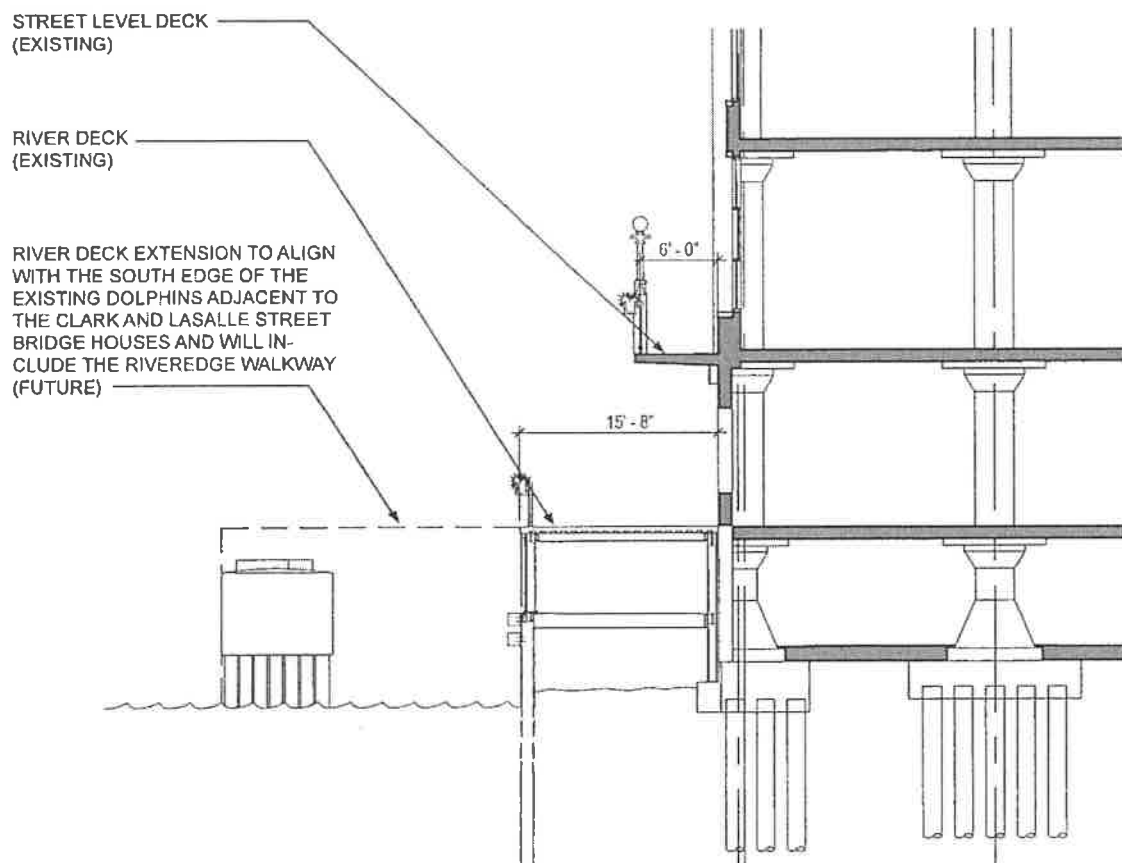 STREET LEVEL DECK
(EXISTING)
RIVER DECK
(EXISTING)
RIVER DECK EXTENSION TO ALIGN
WITH THE SOUTH EDGE OF THE
EXISTING DOLPHINS ADJACENT TO
THE CLARK AND LASALLE STREET
BRIDGE HOUSES AND WILL IN-
CLUDE THE RIVEREDGE WALKWAY
(FUTURE)
6'-0"
15'-8"